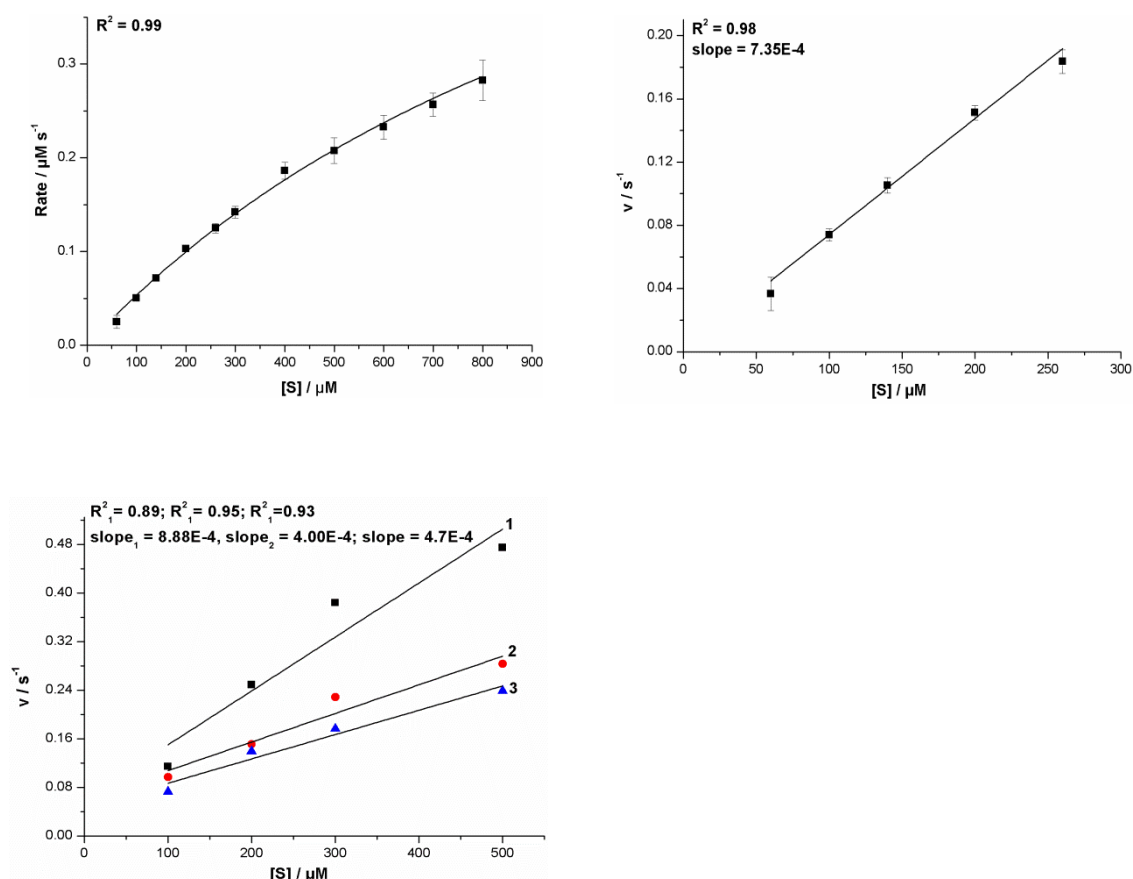 R² = 0.99
Rate / µM s⁻¹
0.3
0.2
0.1
0.0
0 100 200 300 400 500 600 700 800 900
[S] / µM
R² = 0.98
slope = 7.35E-4
v / s⁻¹
0.20
0.16
0.12
0.08
0.04
0.00
0 50 100 150 200 250 300
[S] / µM
R²₁= 0.89; R²₁= 0.95; R²₁=0.93
slope₁ = 8.88E-4, slope₂ = 4.00E-4; slope = 4.7E-4
v / s⁻¹
0.48
0.40
0.32
0.24
0.16
0.08
0.00
1
2
3
0 100 200 300 400 500
[S] / µM